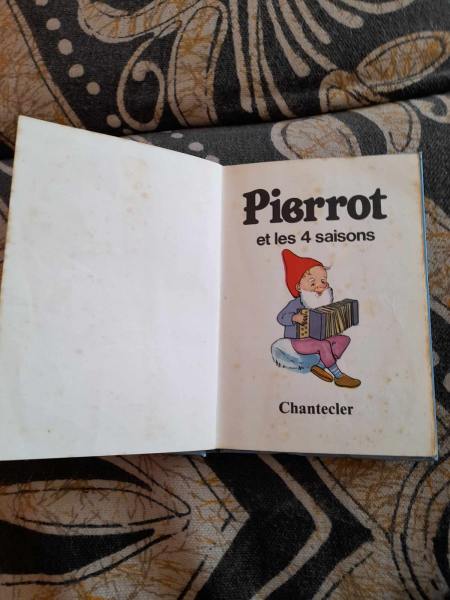 Pierrot
et les 4 saisons
Chantecler